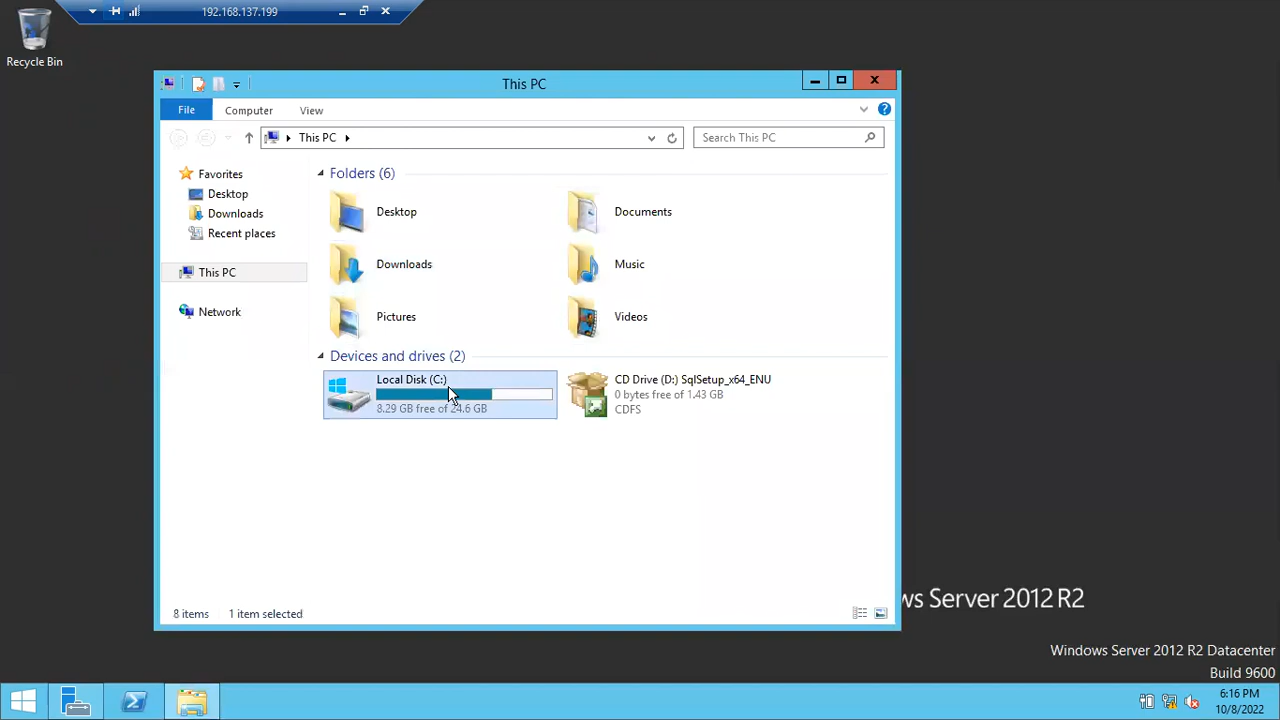 192.168.137.199
Recycle Bin
This PC
File
Computer
View
This PC
Search This PC
Favorites
Desktop
Downloads
Recent places
This PC
Network
Folders (6)
Desktop
Documents
Downloads
Music
Pictures
Videos
Devices and drives (2)
Local Disk (C:)
8.29 GB free of 24.6 GB
CD Drive (D:) SqlSetup_x64_ENU
0 bytes free of 1.43 GB
CDFS
8 items
1 item selected
ws Server 2012 R2
Windows Server 2012 R2 Datacenter
Build 9600
6:16 PM
10/8/2022